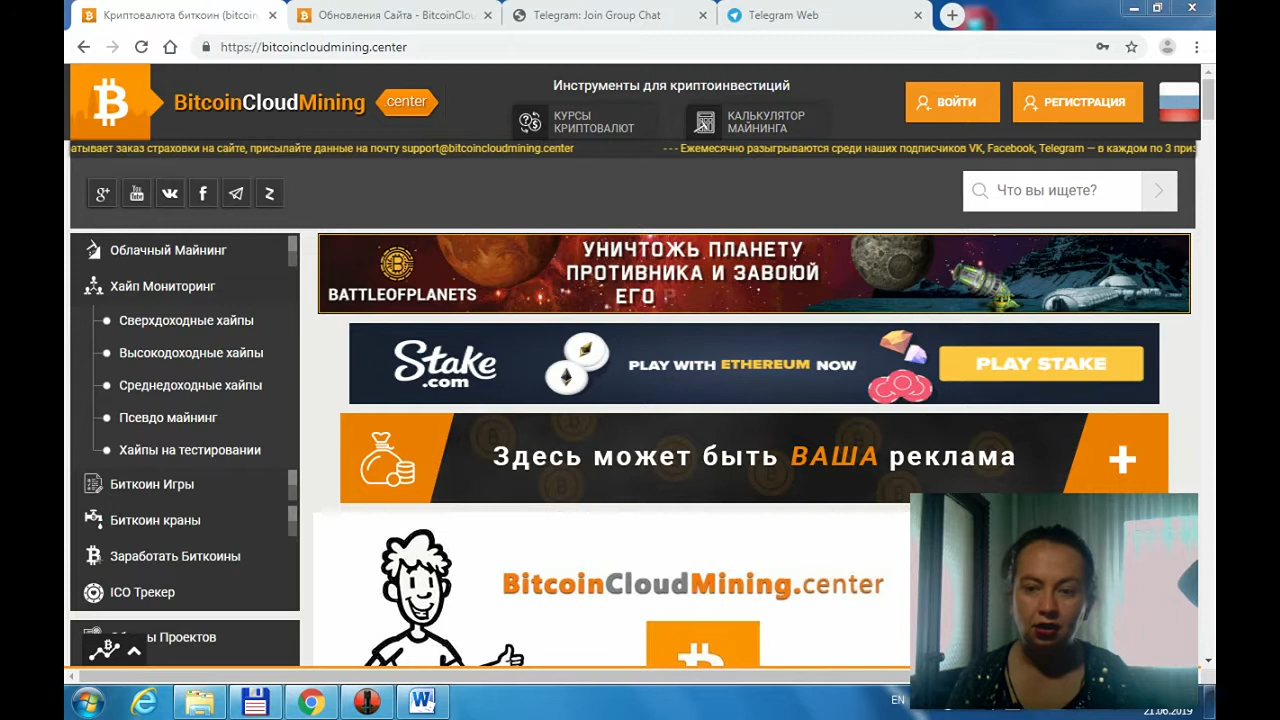 Криптовалюта биткоин (bitcoin
Обновления Сайта - BitcoinClou
Telegram: Join Group Chat
Telegram Web
https://bitcoincloudmining.center
BitcoinCloudMining .center
Инструменты для криптоинвестиций
КУРСЫ КРИПТОВАЛЮТ
КАЛЬКУЛЯТОР МАЙНИНГА
ВОЙТИ
РЕГИСТРАЦИЯ
атывает заказ страховки на сайте, присылайте данные на почту support@bitcoincloudmining.center
- - - Ежемесячно разыгрываются среди наших подписчиков VK, Facebook, Telegram — в каждом по 3 приз
Что вы ищете?
Облачный Майнинг
Хайп Мониторинг
Сверхдоходные хайпы
Высокодоходные хайпы
Среднедоходные хайпы
Псевдо майнинг
Хайпы на тестировании
Биткоин Игры
Биткоин краны
Заработать Биткоины
ICO Трекер
ы Проектов
BATTLEOFPLANETS
УНИЧТОЖЬ ПЛАНЕТУ
ПРОТИВНИКА И ЗАВОЮЙ
ЕГО
Stake.com
PLAY WITH ETHEREUM NOW
PLAY STAKE
Здесь может быть ВАША реклама
BitcoinCloudMining.center
EN
21.06.2019